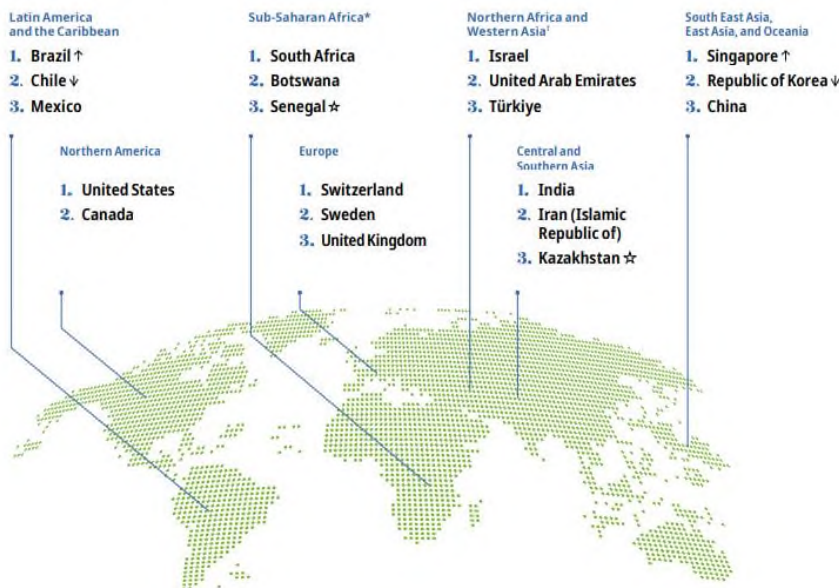 Latin America
and the Caribbean
1. Brazil ↑
2. Chile ↓
3. Mexico
Sub-Saharan Africa*
1. South Africa
2. Botswana
3. Senegal ☆
Northern Africa and
Western Asia†
1. Israel
2. United Arab Emirates
3. Türkiye
South East Asia,
East Asia, and Oceania
1. Singapore ↑
2. Republic of Korea ↓
3. China
Northern America
1. United States
2. Canada
Europe
1. Switzerland
2. Sweden
3. United Kingdom
Central and
Southern Asia
1. India
2. Iran (Islamic
Republic of)
3. Kazakhstan ☆